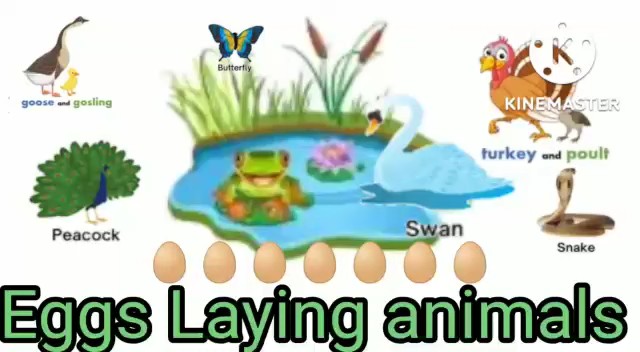 Butterfly
goose and gosling
KINEMASTER
turkey and poult
Peacock
Swan
Snake
Eggs Laying animals